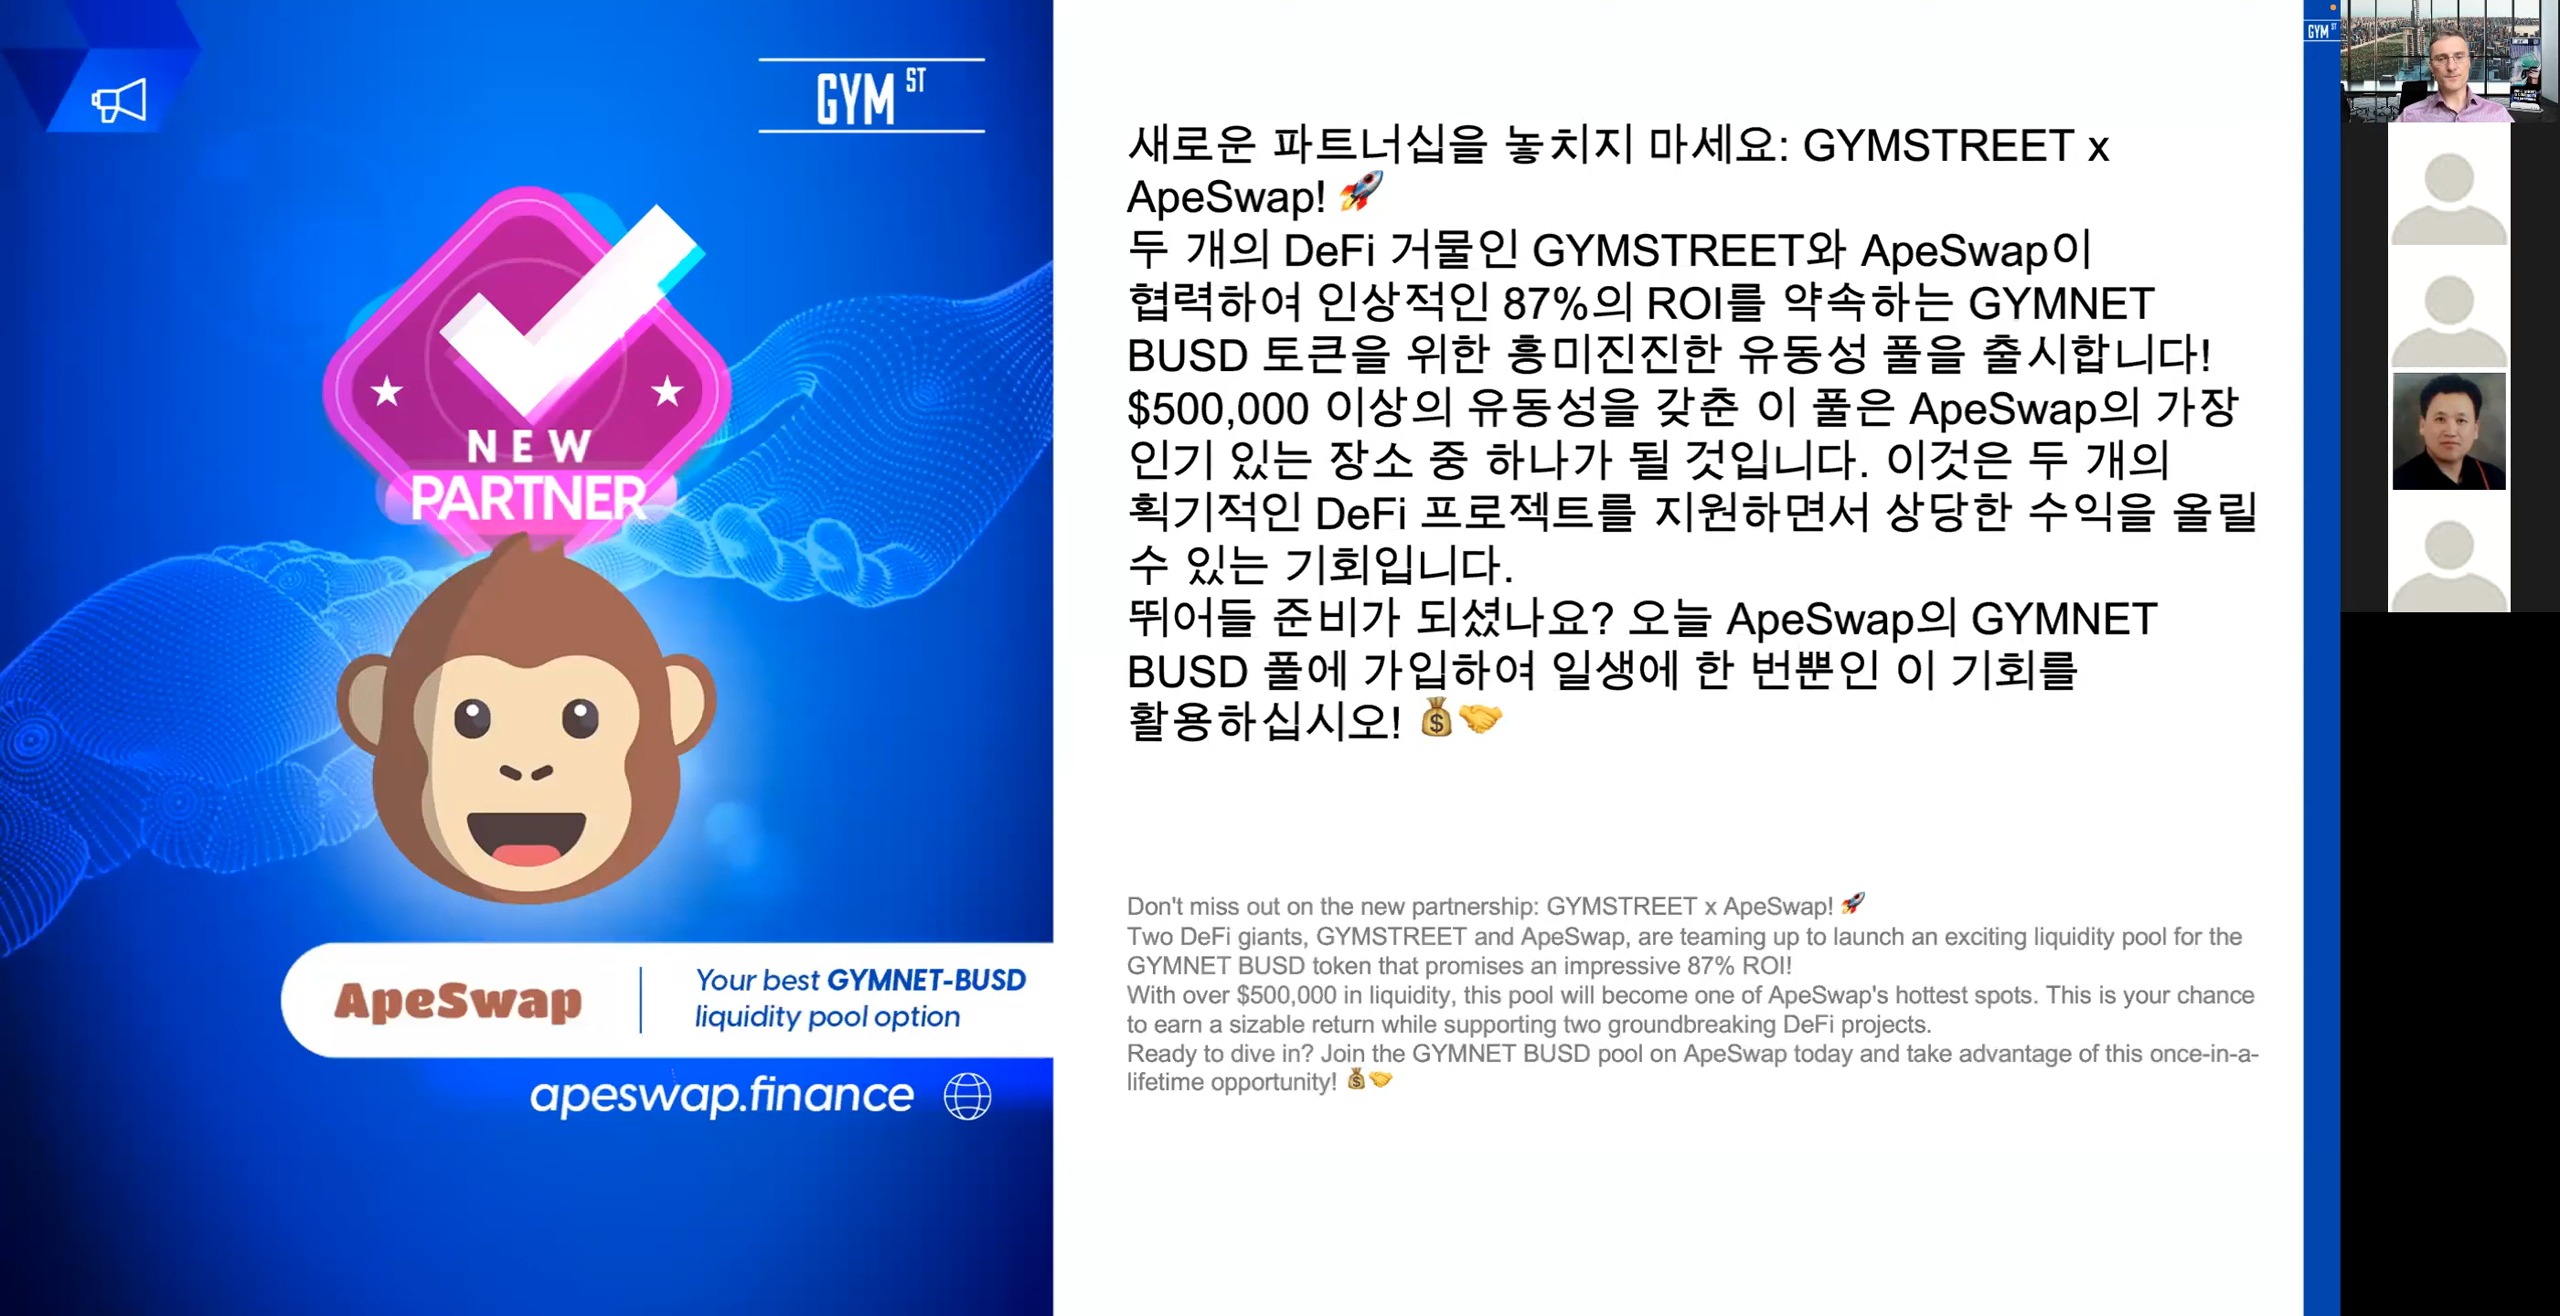 GYM ST
NEW
PARTNER
ApeSwap
Your best GYMNET-BUSD
liquidity pool option
apeswap.finance
새로운 파트너십을 놓치지 마세요: GYMSTREET x
ApeSwap! 🚀
두 개의 DeFi 거물인 GYMSTREET와 ApeSwap이
협력하여 인상적인 87%의 ROI를 약속하는 GYMNET
BUSD 토큰을 위한 흥미진진한 유동성 풀을 출시합니다!
$500,000 이상의 유동성을 갖춘 이 풀은 ApeSwap의 가장
인기 있는 장소 중 하나가 될 것입니다. 이것은 두 개의
획기적인 DeFi 프로젝트를 지원하면서 상당한 수익을 올릴
수 있는 기회입니다.
뛰어들 준비가 되셨나요? 오늘 ApeSwap의 GYMNET
BUSD 풀에 가입하여 일생에 한 번뿐인 이 기회를
활용하십시오! 💰🤝
Don't miss out on the new partnership: GYMSTREET x ApeSwap! 🚀
Two DeFi giants, GYMSTREET and ApeSwap, are teaming up to launch an exciting liquidity pool for the
GYMNET BUSD token that promises an impressive 87% ROI!
With over $500,000 in liquidity, this pool will become one of ApeSwap's hottest spots. This is your chance
to earn a sizable return while supporting two groundbreaking DeFi projects.
Ready to dive in? Join the GYMNET BUSD pool on ApeSwap today and take advantage of this once-in-a-
lifetime opportunity! 💰🤝
GYM ST